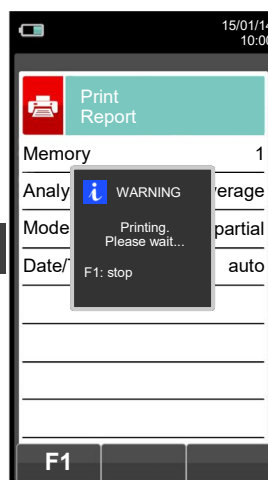 15/01/14
10:00
Print
Report
Memory 1
Analy verage
Mode partial
Date/ auto
WARNING
Printing.
Please wait...
F1: stop
F1